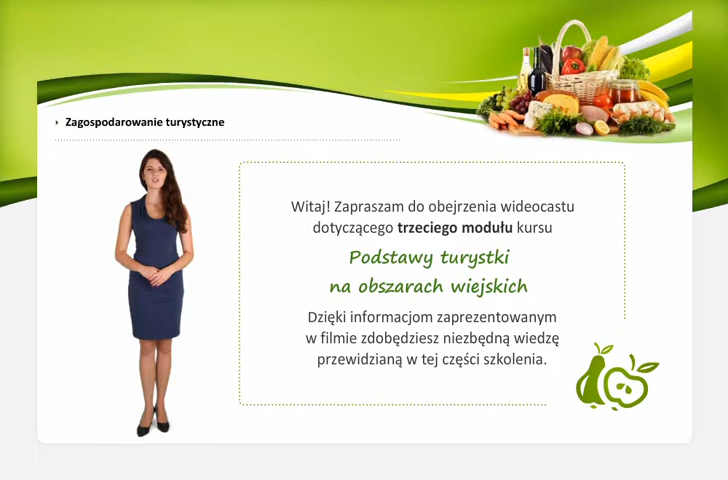 Zagospodarowanie turystyczne
Witaj! Zapraszam do obejrzenia wideocastu
dotyczącego trzeciego modułu kursu
Podstawy turystki
na obszarach wiejskich
Dzięki informacjom zaprezentowanym
w filmie zdobędziesz niezbędną wiedzę
przewidzianą w tej części szkolenia.